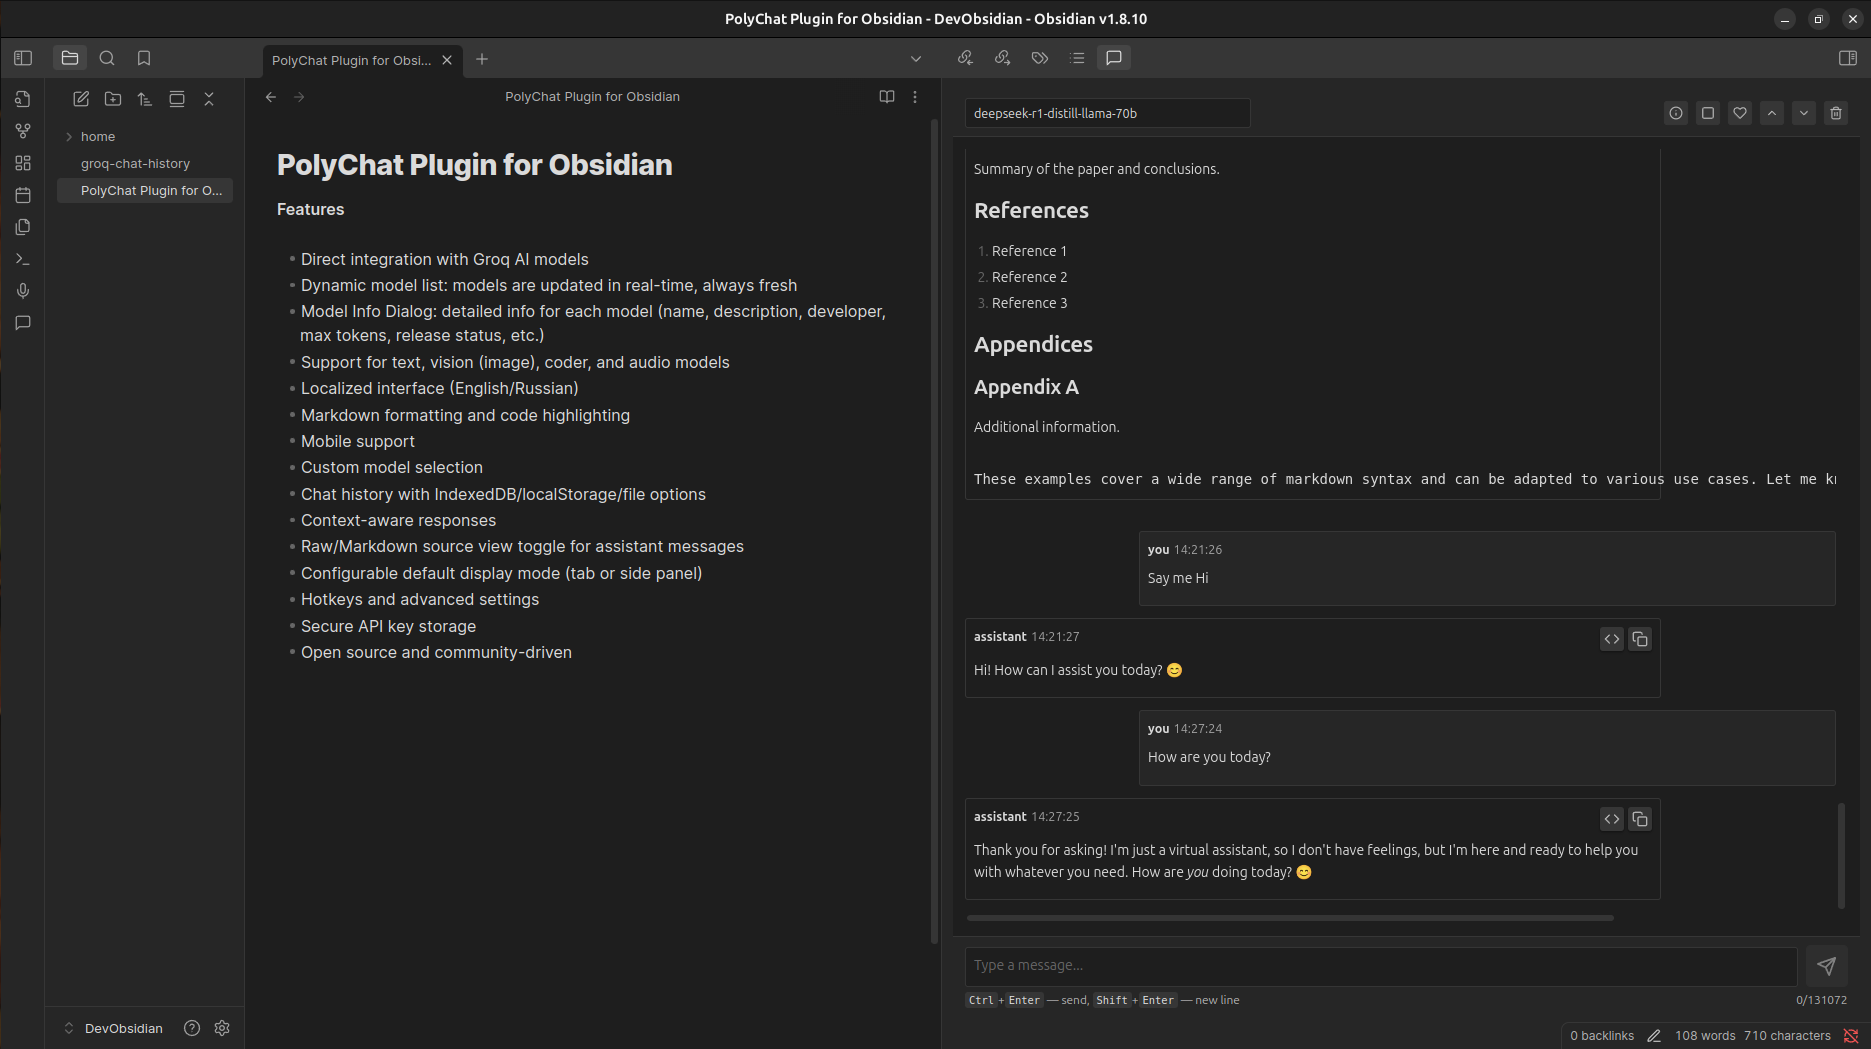 PolyChat Plugin for Obsidian - DevObsidian - Obsidian v1.8.10
PolyChat Plugin for Obsi...
home
groq-chat-history
PolyChat Plugin for O...
DevObsidian
PolyChat Plugin for Obsidian
PolyChat Plugin for Obsidian
Features
Direct integration with Groq AI models
Dynamic model list: models are updated in real-time, always fresh
Model Info Dialog: detailed info for each model (name, description, developer,
max tokens, release status, etc.)
Support for text, vision (image), coder, and audio models
Localized interface (English/Russian)
Markdown formatting and code highlighting
Mobile support
Custom model selection
Chat history with IndexedDB/localStorage/file options
Context-aware responses
Raw/Markdown source view toggle for assistant messages
Configurable default display mode (tab or side panel)
Hotkeys and advanced settings
Secure API key storage
Open source and community-driven
deepseek-r1-distill-llama-70b
Summary of the paper and conclusions.
References
1. Reference 1
2. Reference 2
3. Reference 3
Appendices
Appendix A
Additional information.
These examples cover a wide range of markdown syntax and can be adapted to various use cases. Let me
you 14:21:26
Say me Hi
assistant 14:21:27
Hi! How can I assist you today? 😊
you 14:27:24
How are you today?
assistant 14:27:25
Thank you for asking! I'm just a virtual assistant, so I don't have feelings, but I'm here and ready to help you
with whatever you need. How are you doing today? 😊
Type a message...
Ctrl + Enter — send, Shift + Enter — new line
0/131072
0 backlinks 108 words 710 characters